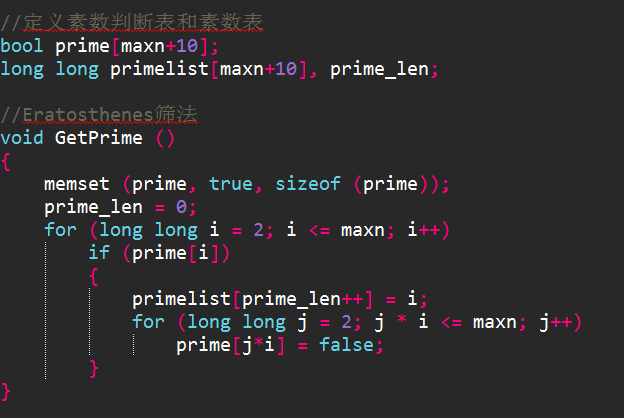 //定义素数判断表和素数表
bool prime[maxn+10];
long long primelist[maxn+10], prime_len;

//Eratosthenes筛法
void GetPrime ()
{
    memset (prime, true, sizeof (prime));
    prime_len = 0;
    for (long long i = 2; i <= maxn; i++)
        if (prime[i])
        {
            primelist[prime_len++] = i;
            for (long long j = 2; j * i <= maxn; j++)
                prime[j*i] = false;
        }
}